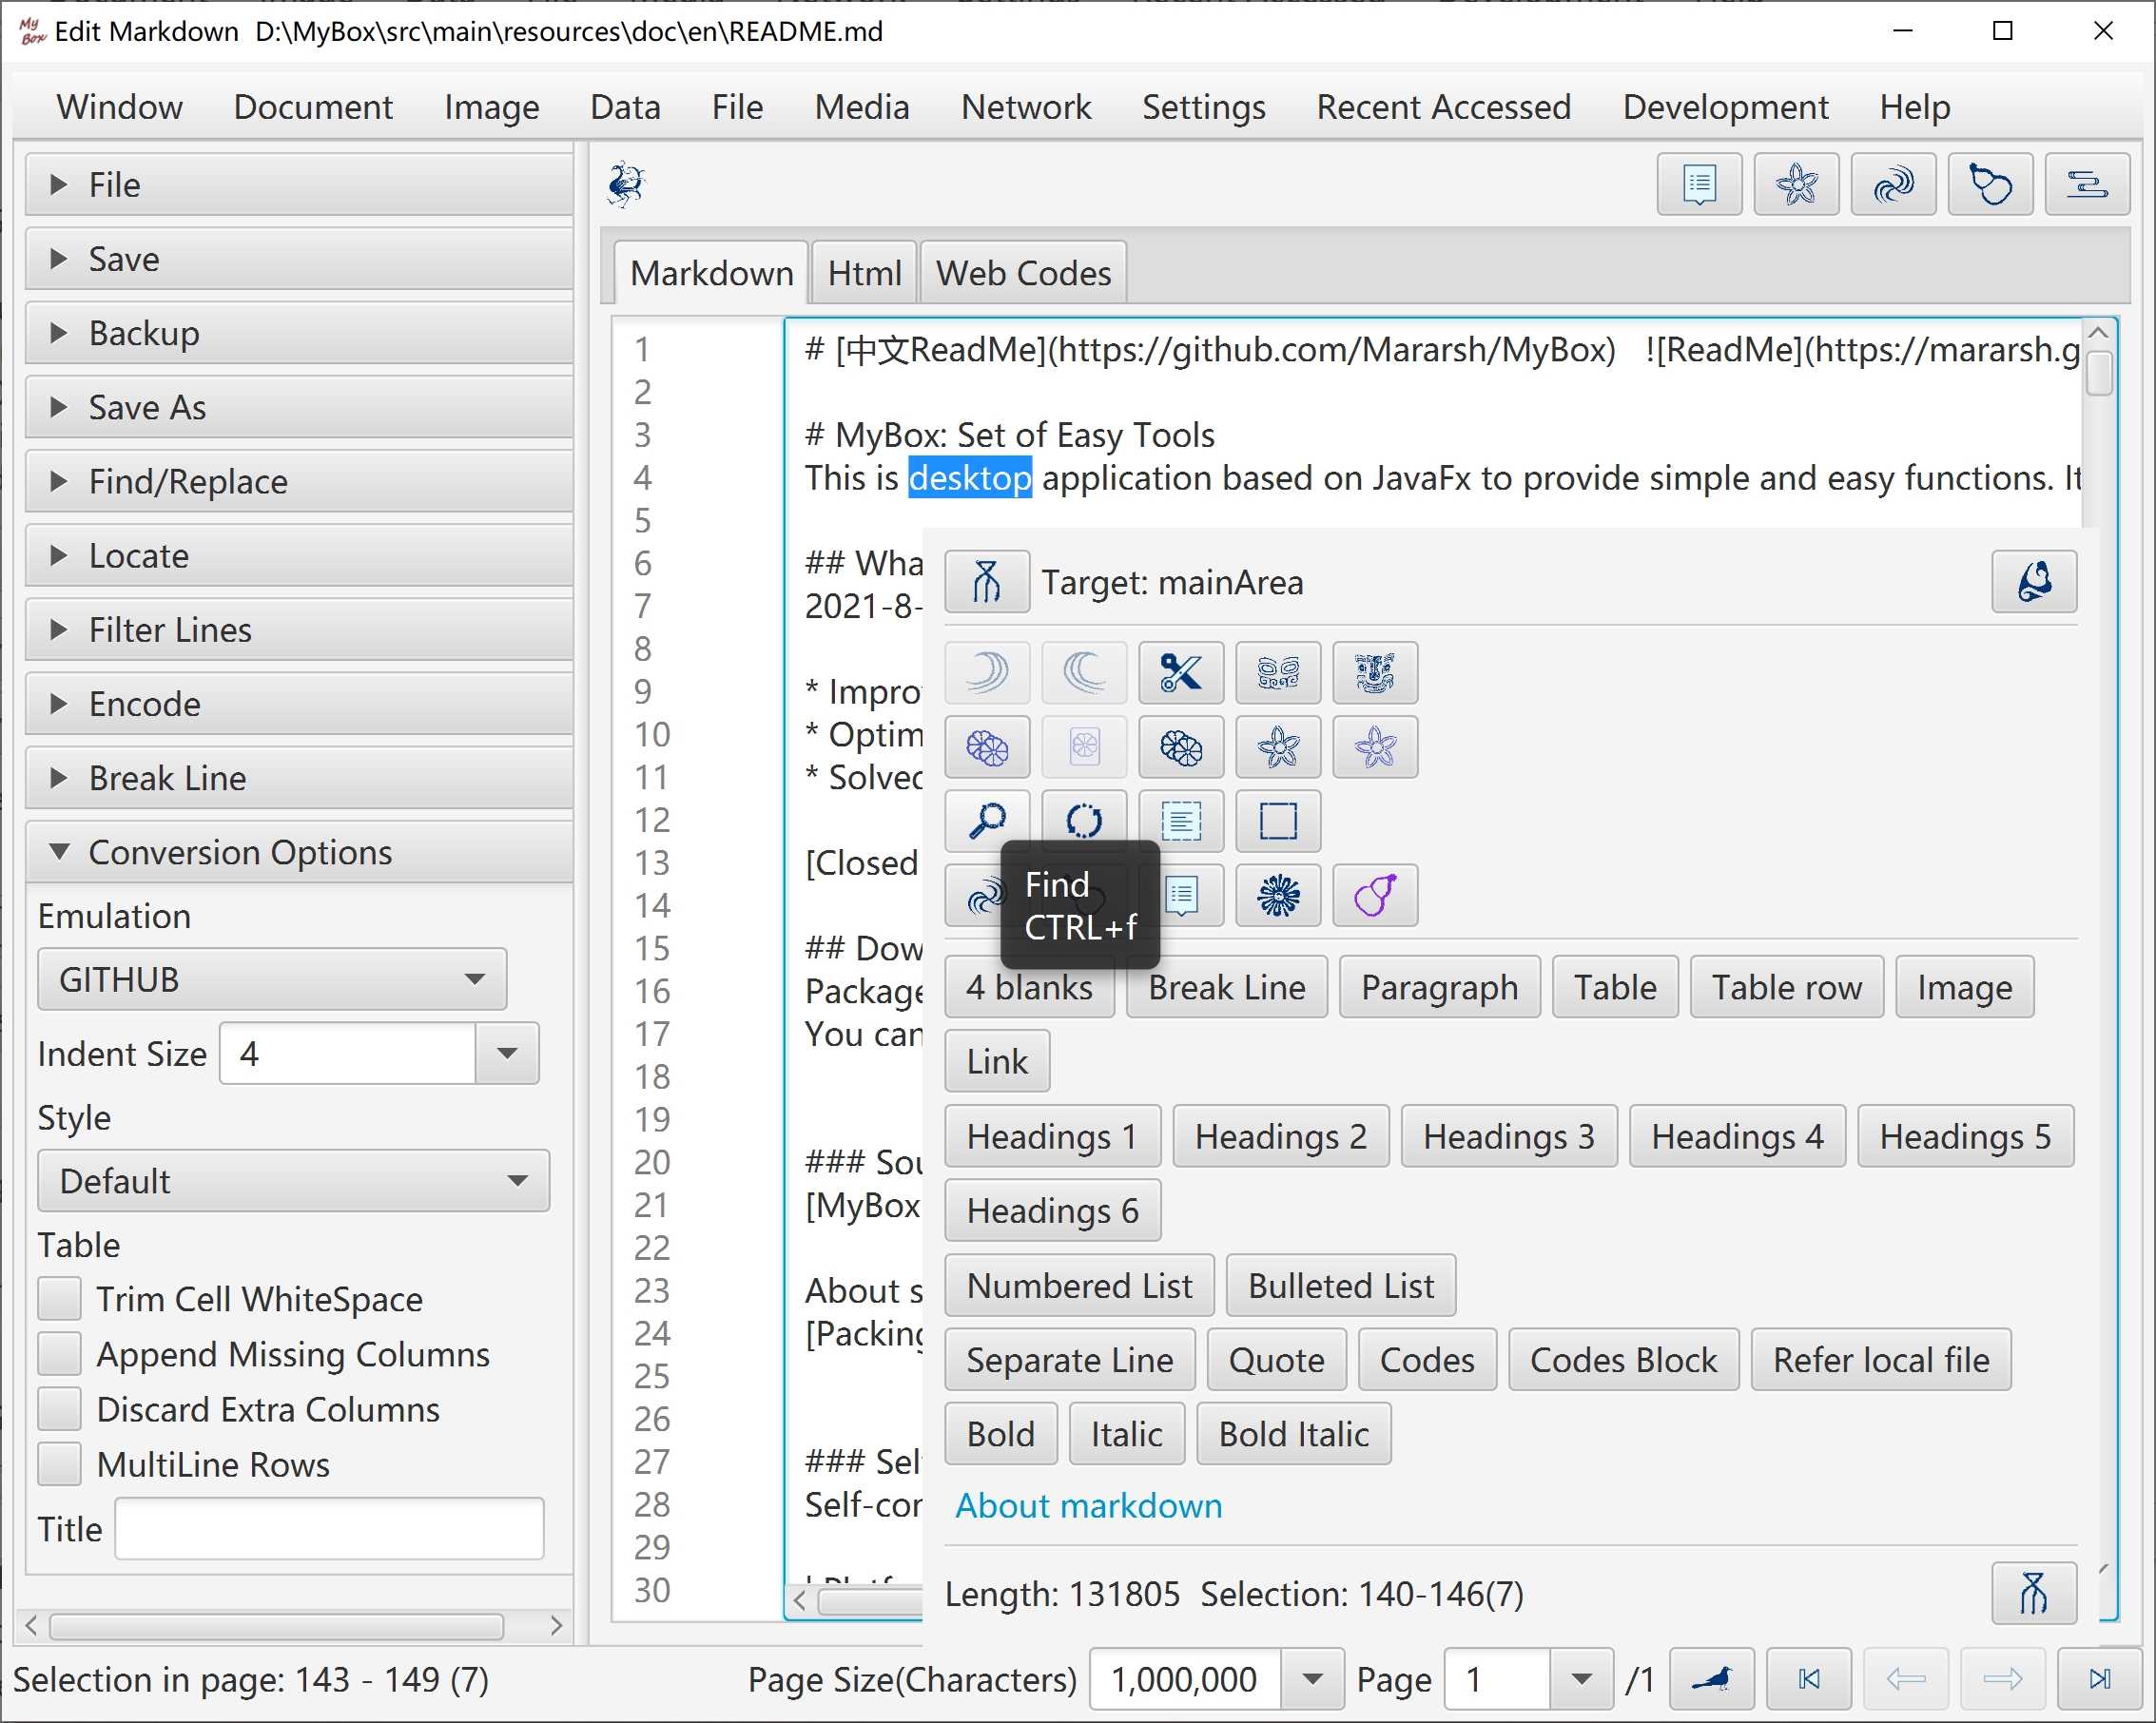 My Box Edit Markdown D:\MyBox\src\main\resources\doc\en\README.md
Window Document Image Data File Media Network Settings Recent Accessed Development Help
File
Save
Backup
Save As
Find/Replace
Locate
Filter Lines
Encode
Break Line
Conversion Options
Emulation
GITHUB
Indent Size 4
Style
Default
Table
Trim Cell WhiteSpace
Append Missing Columns
Discard Extra Columns
MultiLine Rows
Title
Markdown Html Web Codes
1 # [中文ReadMe](https://github.com/Mararsh/MyBox) ![ReadMe](https://mararsh.g
2
3 # MyBox: Set of Easy Tools
4 This is desktop application based on JavaFx to provide simple and easy functions. It
5
6 ## Wha
7 2021-8-
8
9 * Impro
10 * Optim
11 * Solved
12
13 [Closed
14
15 ## Dow
16 Package
17 You can
18
19
20 ### Sou
21 [MyBox
22
23 About s
24 [Packing
25
26
27 ### Sel
28 Self-con
29
30
Target: mainArea
Find
CTRL+f
4 blanks Break Line Paragraph Table Table row Image
Link
Headings 1 Headings 2 Headings 3 Headings 4 Headings 5
Headings 6
Numbered List Bulleted List
Separate Line Quote Codes Codes Block Refer local file
Bold Italic Bold Italic
About markdown
Length: 131805 Selection: 140-146(7)
Selection in page: 143 - 149 (7) Page Size(Characters) 1,000,000 Page 1 /1